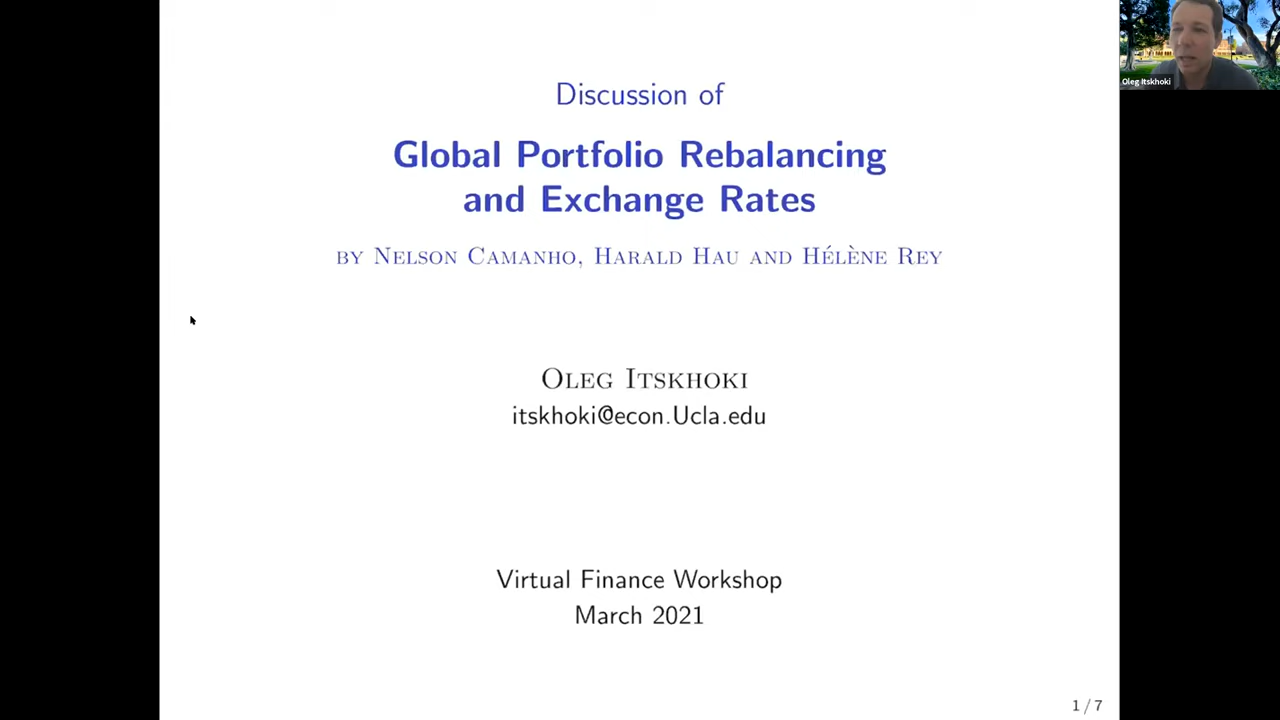 Discussion of
Global Portfolio Rebalancing
and Exchange Rates
by Nelson Camanho, Harald Hau and Hélène Rey
Oleg Itskhoki
itskhoki@econ.Ucla.edu
Virtual Finance Workshop
March 2021
1 / 7
Oleg Itskhoki